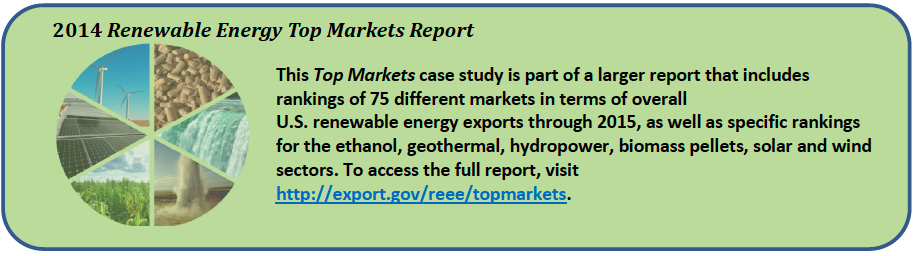 2014 Renewable Energy Top Markets Report
This Top Markets case study is part of a larger report that includes
rankings of 75 different markets in terms of overall
U.S. renewable energy exports through 2015, as well as specific rankings
for the ethanol, geothermal, hydropower, biomass pellets, solar and wind
sectors. To access the full report, visit
http://export.gov/reee/topmarkets.